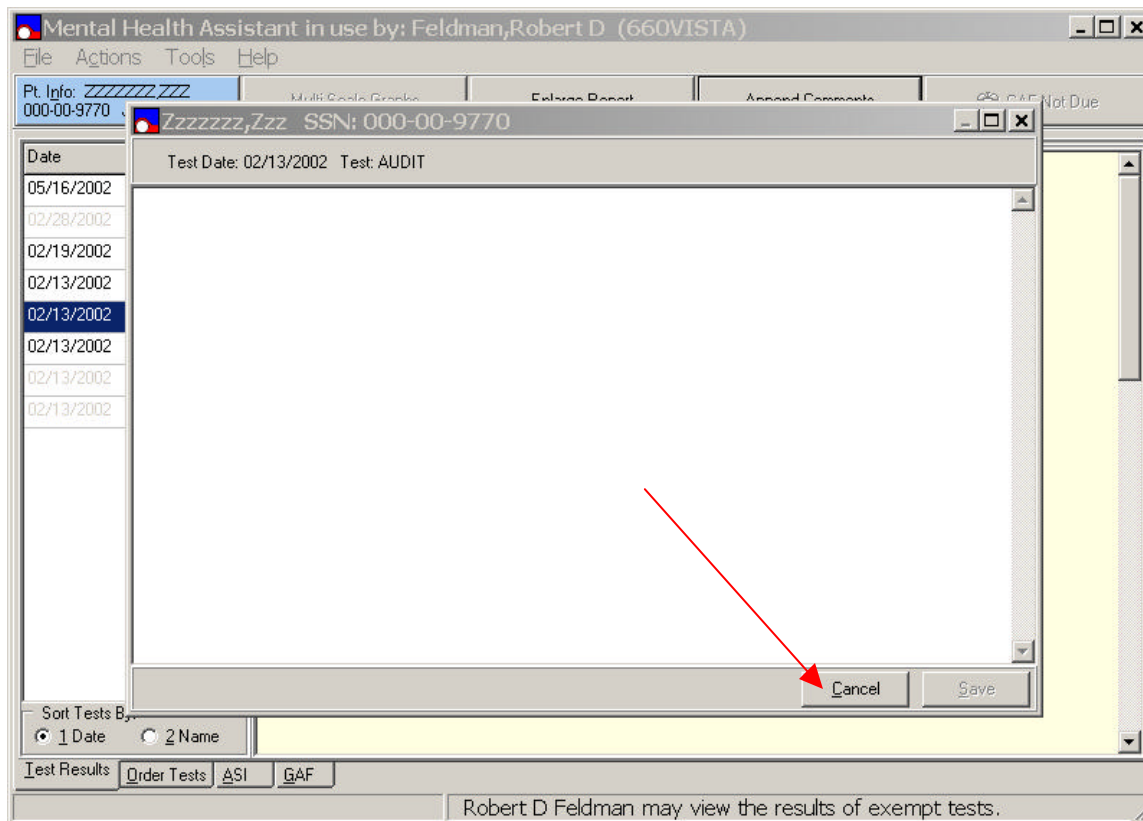 Mental Health Assistant in use by: Feldman,Robert D (660VISTA)
File Actions Tools Help
Pt. Info: ZZZZZZZ,ZZZ
000-00-9770
Multi Scale Graphs
Enlarge Report
Append Comments
GAF Not Due
Zzzzzzz,Zzz SSN: 000-00-9770
Test Date: 02/13/2002 Test: AUDIT
Date
05/16/2002
02/28/2002
02/19/2002
02/13/2002
02/13/2002
02/13/2002
02/13/2002
02/13/2002
Cancel
Save
Sort Tests By:
1 Date
2 Name
Test Results
Order Tests
ASI
GAF
Robert D Feldman may view the results of exempt tests.